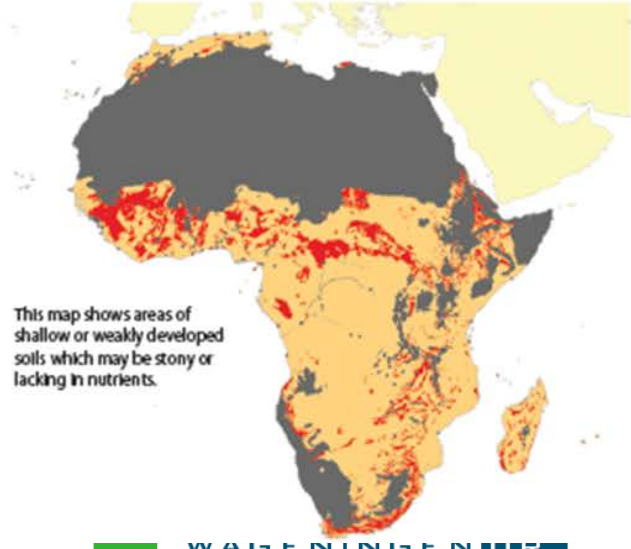 This map shows areas of
shallow or weakly developed
soils which may be stony or
lacking in nutrients.